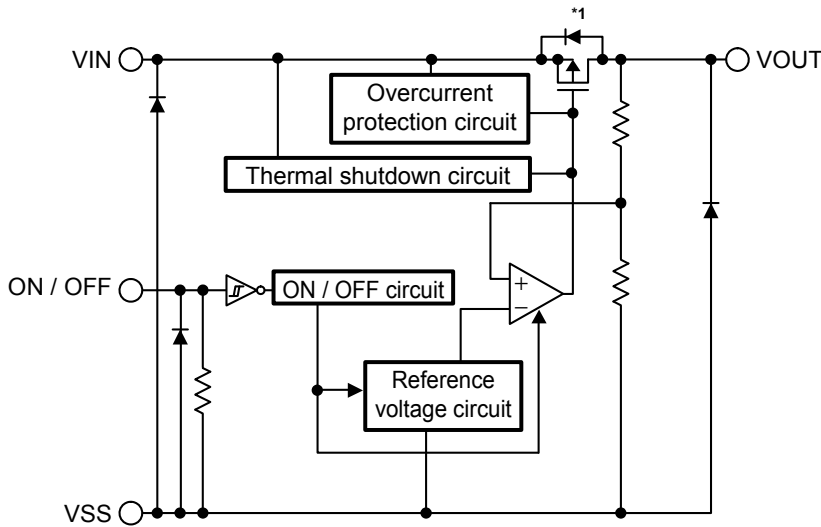 *1
VIN
VOUT
Overcurrent
protection circuit
Thermal shutdown circuit
+
−
ON / OFF
ON / OFF circuit
Reference
voltage circuit
VSS